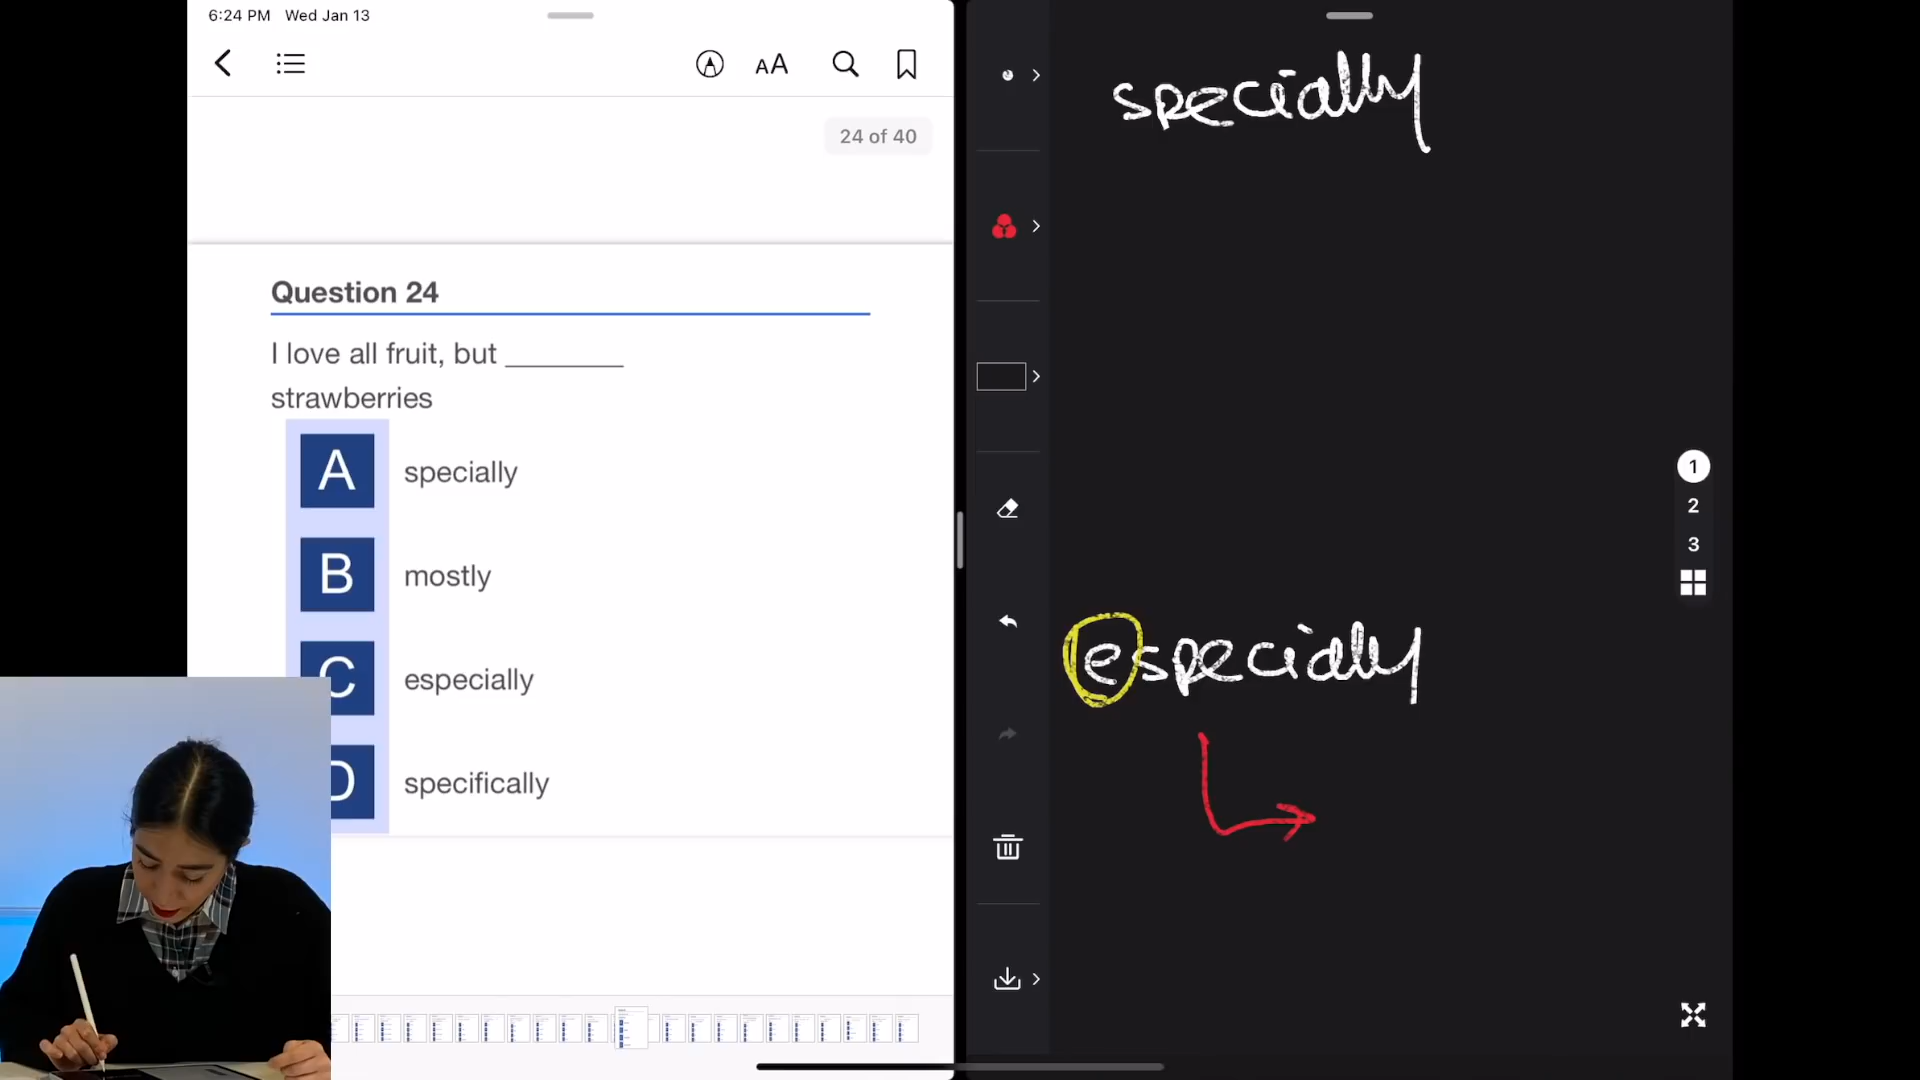 6:24 PM Wed Jan 13
AA
24 of 40
Question 24
I love all fruit, but ________
strawberries
A specially
B mostly
C especially
D specifically
specially
especially
1
2
3